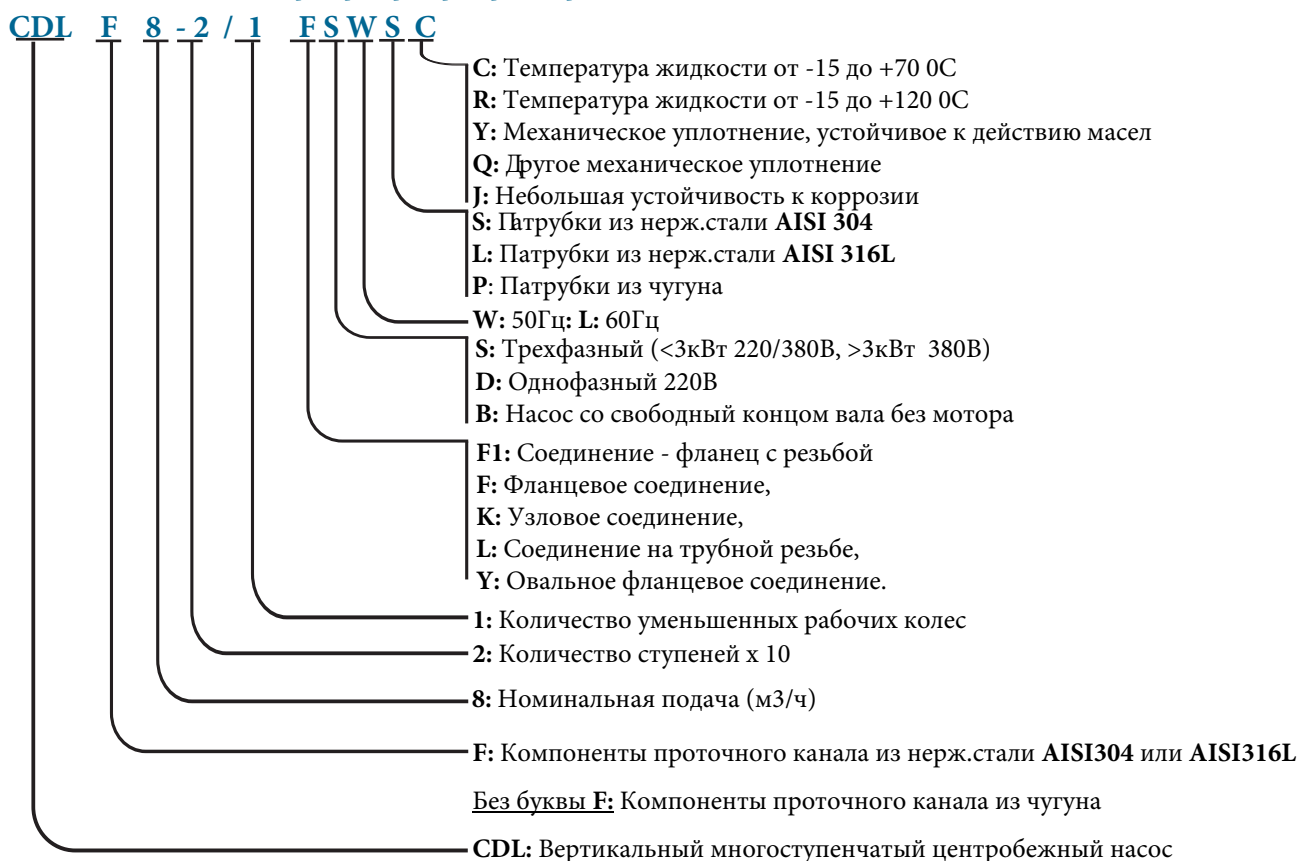 CDL F 8 - 2 / 1 F S W S C
C: Температура жидкости от -15 до +70 0С
R: Температура жидкости от -15 до +120 0С
Y: Механическое уплотнение, устойчивое к действию масел
Q: Другое механическое уплотнение
J: Небольшая устойчивость к коррозии
S: Патрубки из нерж.стали AISI 304
L: Патрубки из нерж.стали AISI 316L
P: Патрубки из чугуна
W: 50Гц: L: 60Гц
S: Трехфазный (<3кВт 220/380В, >3кВт 380В)
D: Однофазный 220В
B: Насос со свободный концом вала без мотора
F1: Соединение - фланец с резьбой
F: Фланцевое соединение,
K: Узловое соединение,
L: Соединение на трубной резьбе,
Y: Овальное фланцевое соединение.
1: Количество уменьшенных рабочих колес
2: Количество ступеней х 10
8: Номинальная подача (м3/ч)
F: Компоненты проточного канала из нерж.стали AISI304 или AISI316L
Без буквы F: Компоненты проточного канала из чугуна
CDL: Вертикальный многоступенчатый центробежный насос